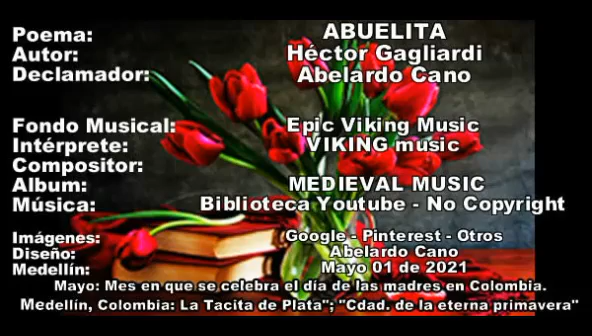 Poema: ABUELITA
Autor: Héctor Gagliardi
Declamador: Abelardo Cano
Fondo Musical: Epic Viking Music
Intérprete: VIKING music
Compositor:
Album: MEDIEVAL MUSIC
Música: Biblioteca Youtube - No Copyright
Imágenes: Google - Pinterest - Otros
Diseño: Abelardo Cano
Medellín: Mayo 01 de 2021
Mayo: Mes en que se celebra el día de las madres en Colombia.
Medellín, Colombia: La Tacita de Plata"; "Cdad. de la eterna primavera"